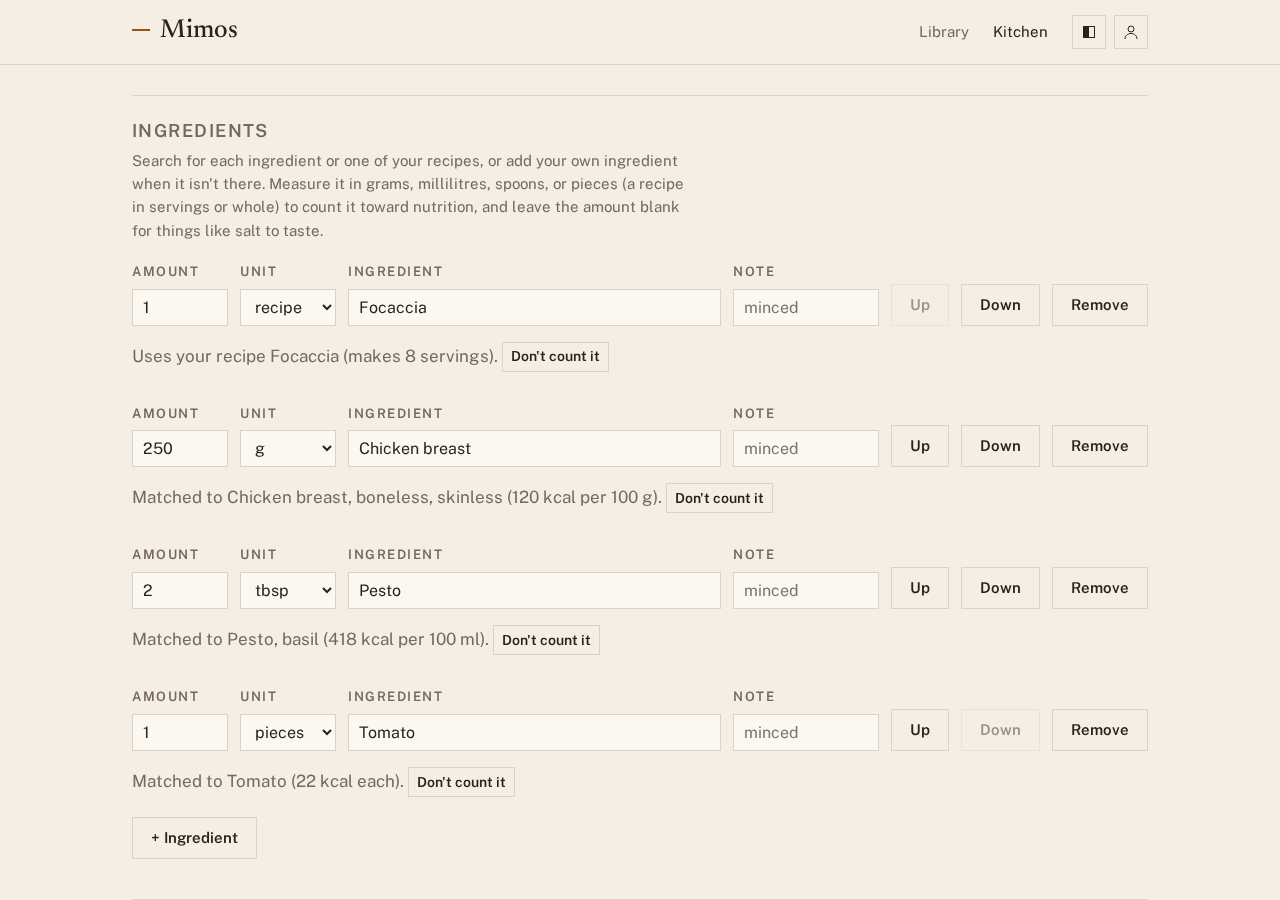 Mimos
Library Kitchen
INGREDIENTS
Search for each ingredient or one of your recipes, or add your own ingredient
when it isn't there. Measure it in grams, millilitres, spoons, or pieces (a recipe
in servings or whole) to count it toward nutrition, and leave the amount blank
for things like salt to taste.
AMOUNT UNIT INGREDIENT NOTE
1 recipe Focaccia minced Up Down Remove
Uses your recipe Focaccia (makes 8 servings). Don't count it
AMOUNT UNIT INGREDIENT NOTE
250 g Chicken breast minced Up Down Remove
Matched to Chicken breast, boneless, skinless (120 kcal per 100 g). Don't count it
AMOUNT UNIT INGREDIENT NOTE
2 tbsp Pesto minced Up Down Remove
Matched to Pesto, basil (418 kcal per 100 ml). Don't count it
AMOUNT UNIT INGREDIENT NOTE
1 pieces Tomato minced Up Down Remove
Matched to Tomato (22 kcal each). Don't count it
+ Ingredient